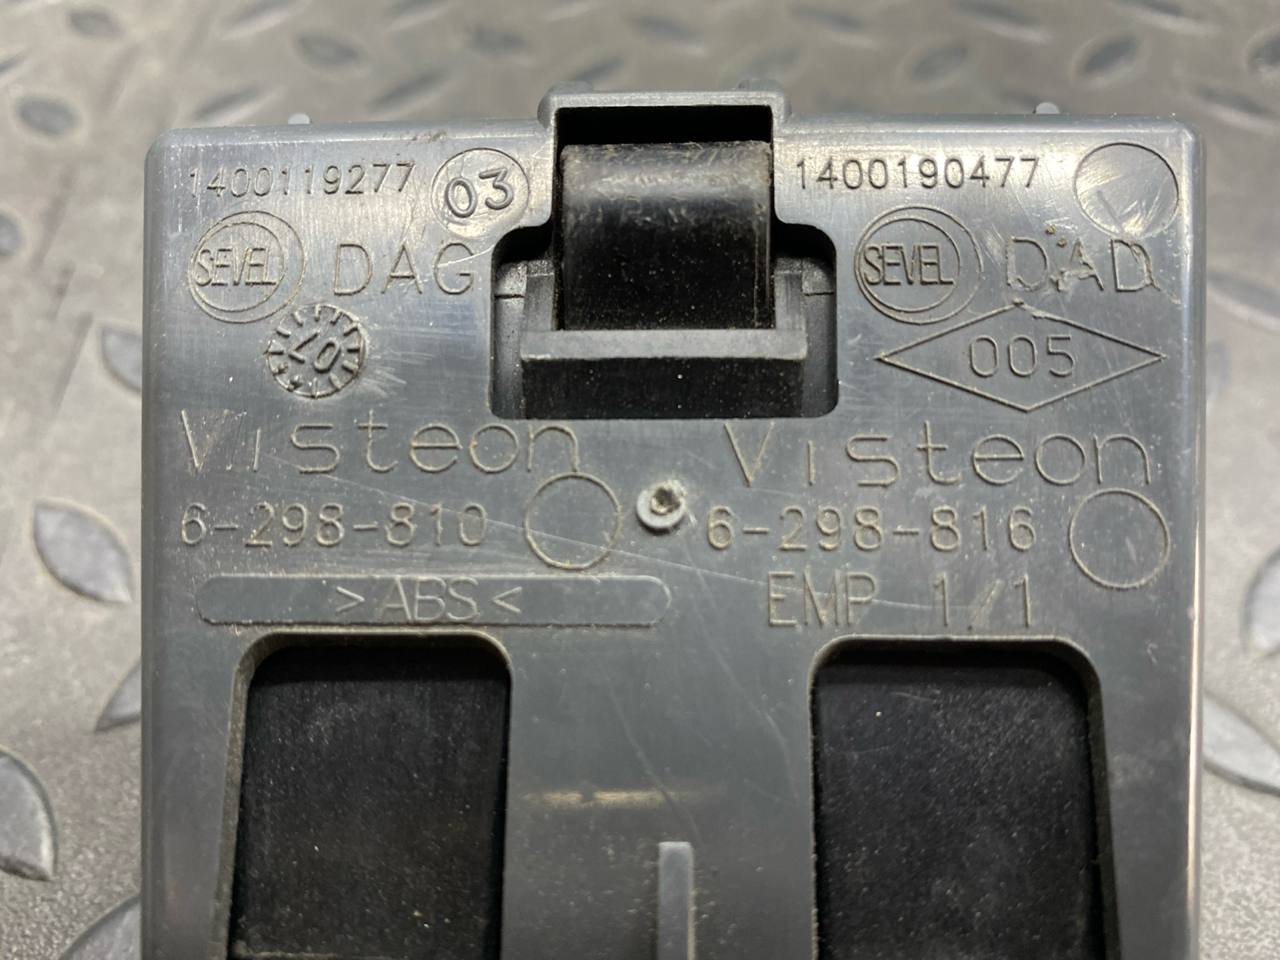 1400119277 03
1400190477
SEVEL DAG
SEVEL DAD
07
005
Visteon
Visteon
6-298-810
6-298-816
>ABS<
EMP 1/1